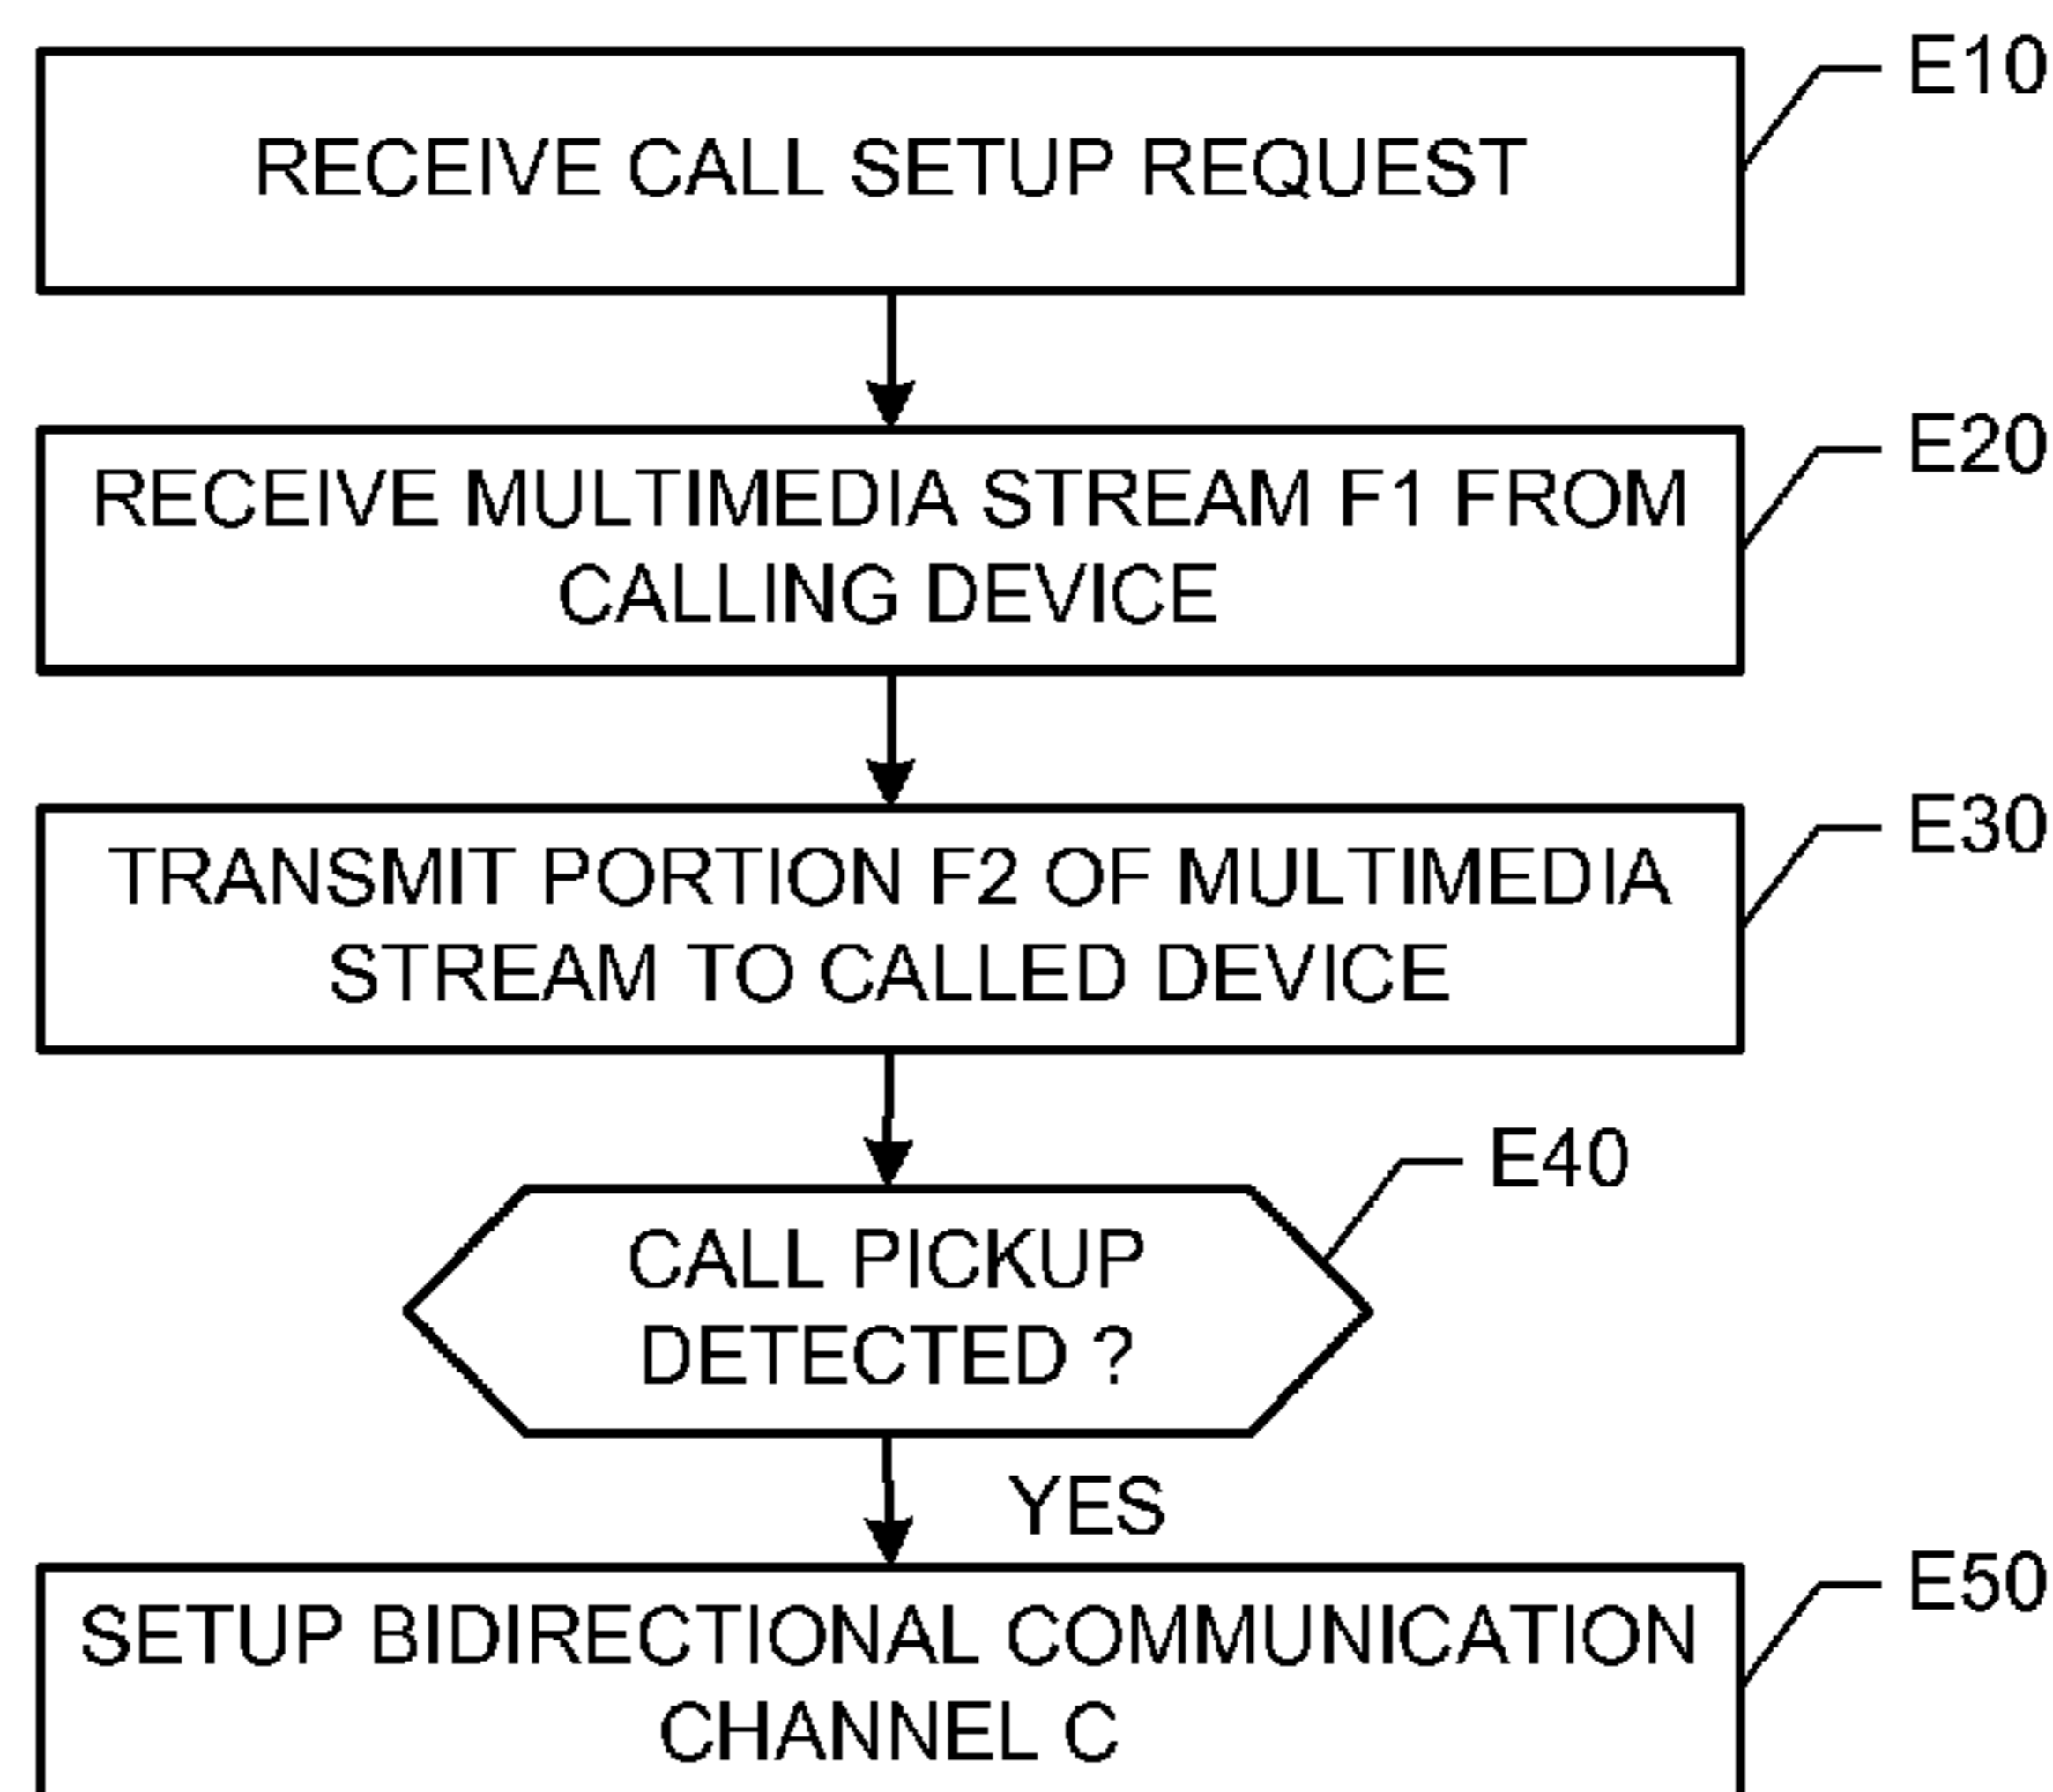 RECEIVE CALL SETUP REQUEST
E10
RECEIVE MULTIMEDIA STREAM F1 FROM
CALLING DEVICE
E20
TRANSMIT PORTION F2 OF MULTIMEDIA
STREAM TO CALLED DEVICE
E30
CALL PICKUP
DETECTED ?
E40
YES
SETUP BIDIRECTIONAL COMMUNICATION
CHANNEL C
E50